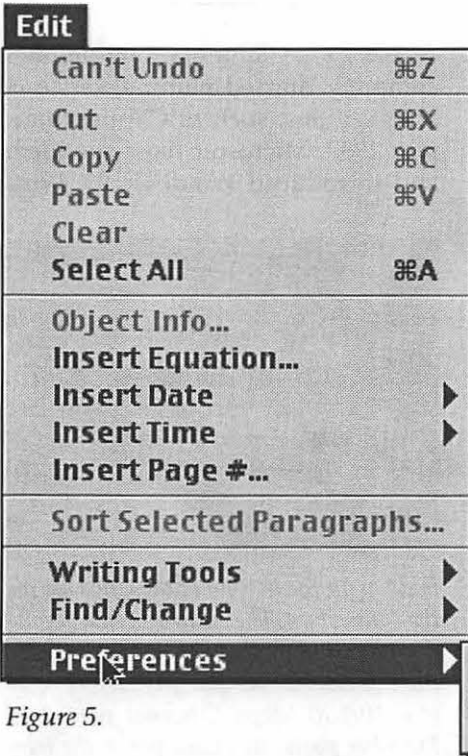 Edit
Can't Undo ⌘Z
Cut ⌘X
Copy ⌘C
Paste ⌘V
Clear
Select All ⌘A
Object Info...
Insert Equation...
Insert Date
Insert Time
Insert Page #...
Sort Selected Paragraphs...
Writing Tools
Find/Change
Preferences
Figure 5.